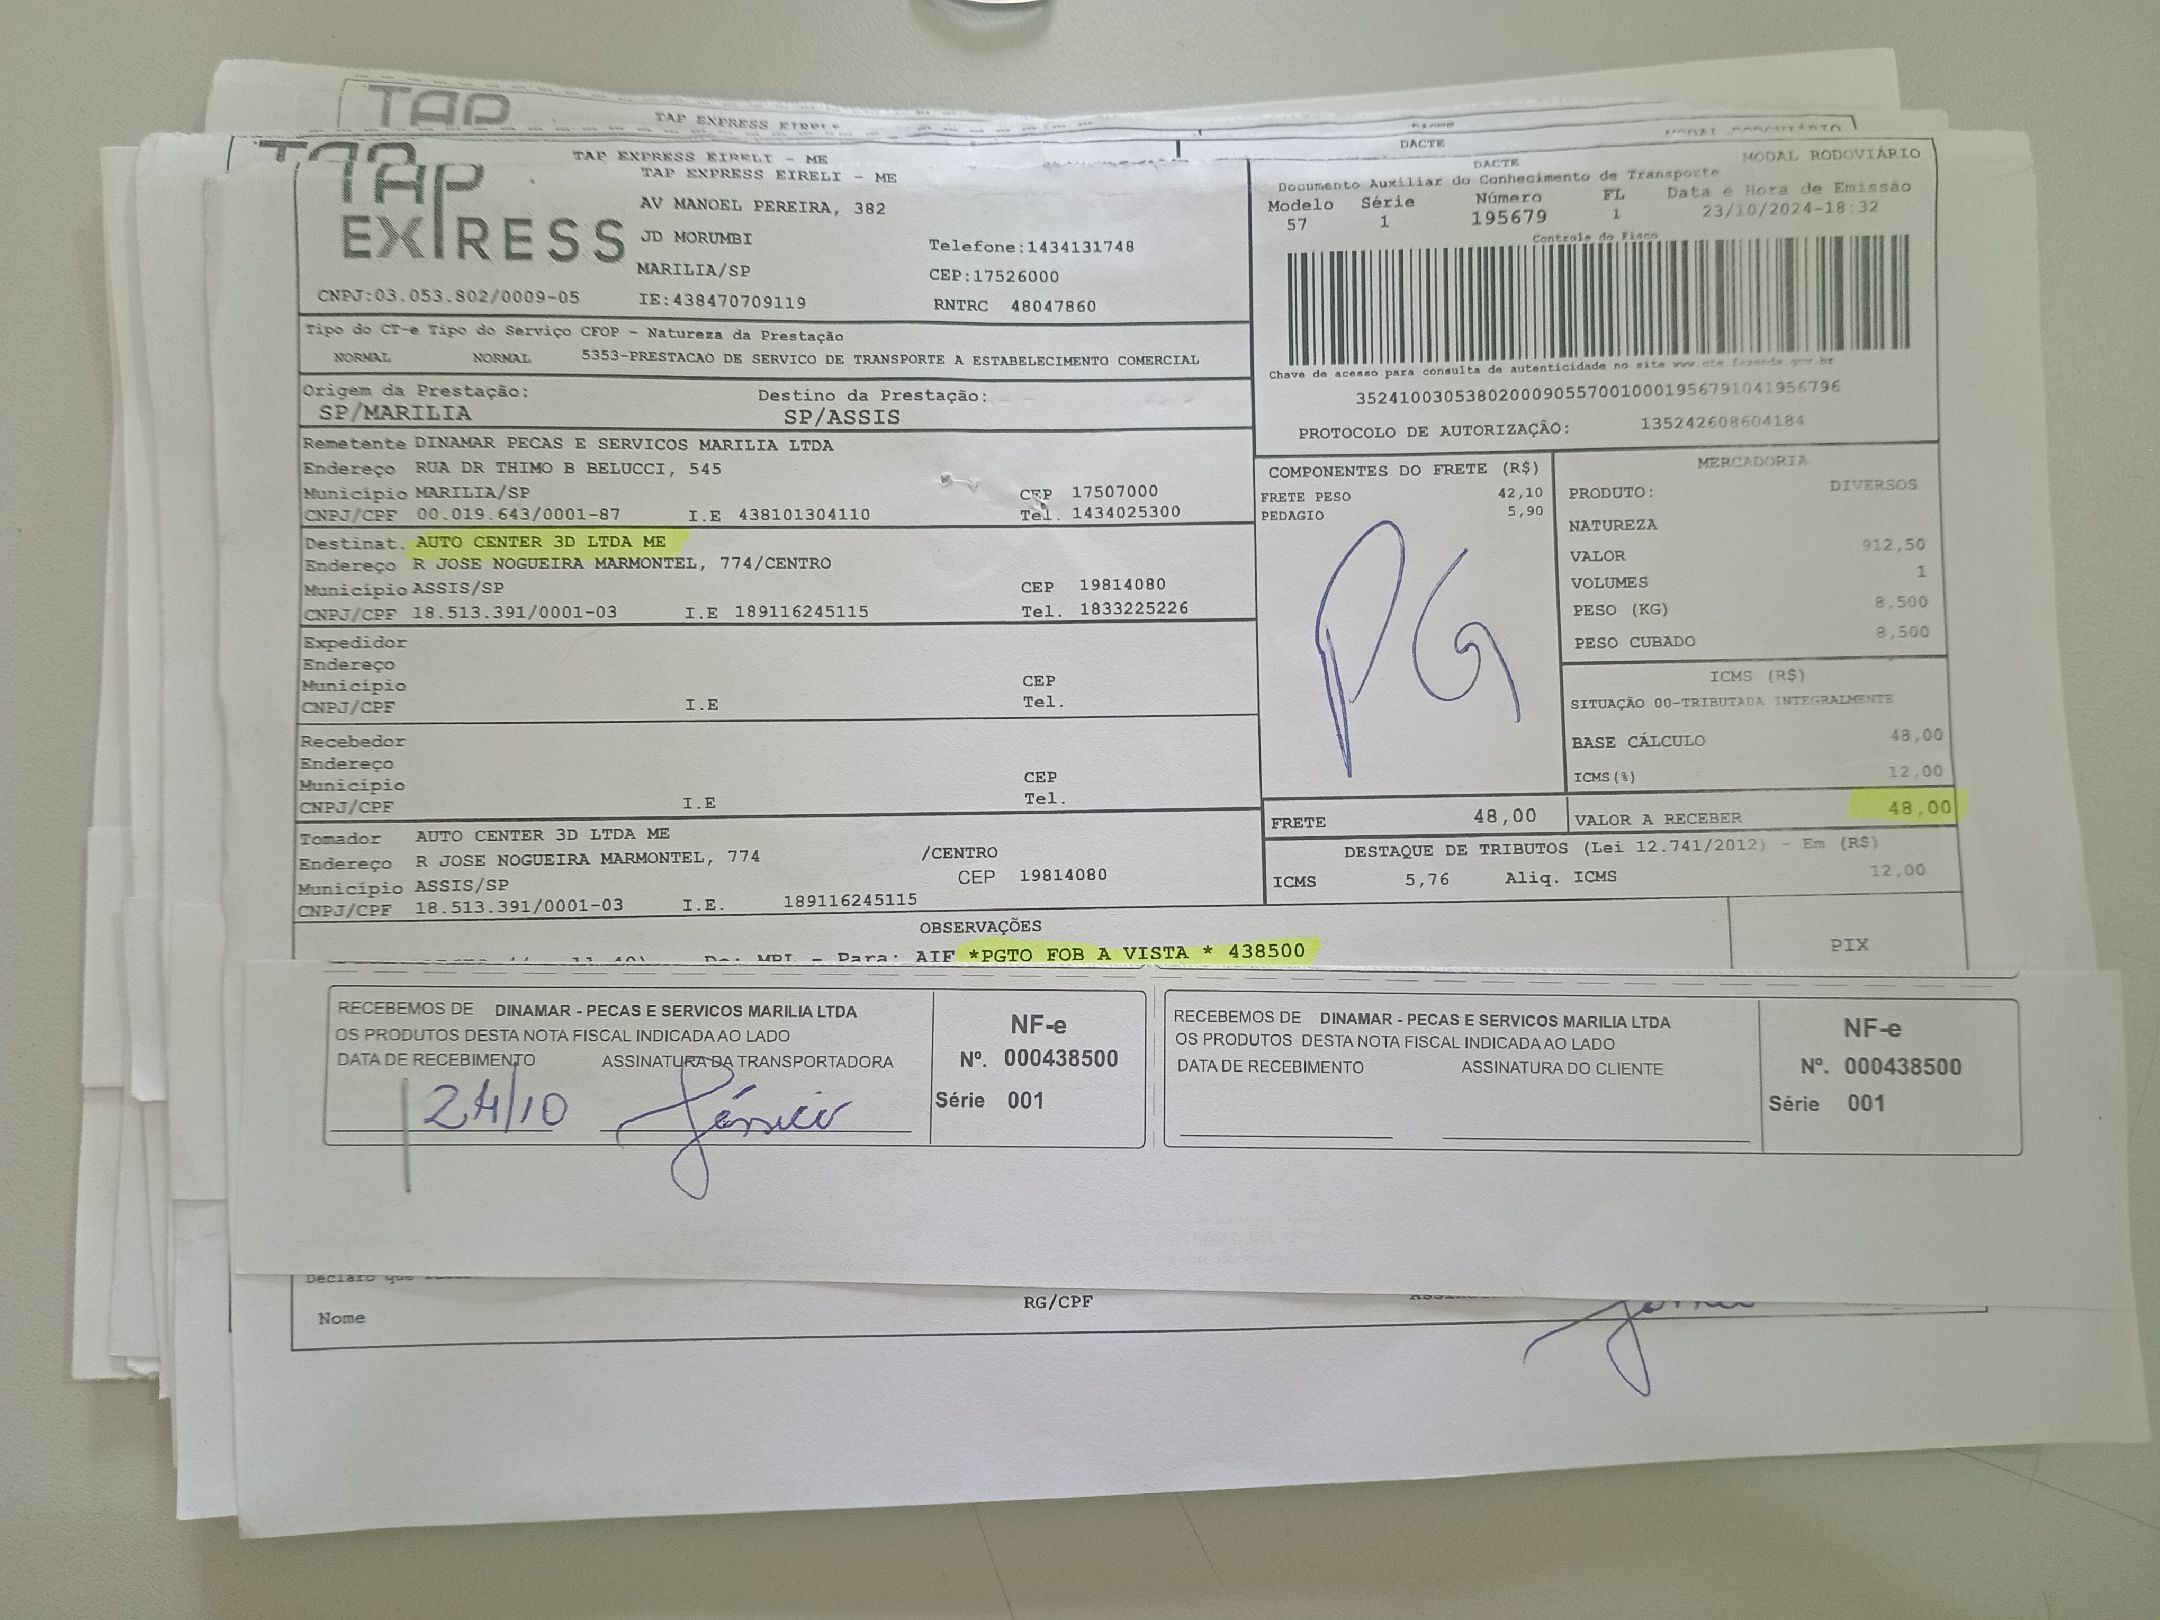 TAP
TAP EXPRESS EIRELI
DACTE
MODAL RODOVIÁRIO
TAP EXPRESS EIRELI - ME
DACTE
MODAL RODOVIÁRIO
TAP EXPRESS
TAP EXPRESS EIRELI - ME
AV MANOEL PEREIRA, 382
JD MORUMBI
Telefone:1434131748
MARILIA/SP
CEP:17526000
CNPJ:03.053.802/0009-05
IE:438470709119
RNTRC 48047860
Documento Auxiliar do Conhecimento de Transporte
Modelo Série Número FL Data e Hora de Emissão
57 1 195679 1 23/10/2024-18:32
Controle do Fisco
Chave de acesso para consulta de autenticidade no site www.cte.fazenda.gov.br
35241003053802000905570010001956791041956796
PROTOCOLO DE AUTORIZAÇÃO: 135242608604184
Tipo do CT-e Tipo do Serviço CFOP - Natureza da Prestação
NORMAL NORMAL 5353-PRESTACAO DE SERVICO DE TRANSPORTE A ESTABELECIMENTO COMERCIAL
Origem da Prestação: Destino da Prestação:
SP/MARILIA SP/ASSIS
Remetente DINAMAR PECAS E SERVICOS MARILIA LTDA
Endereço RUA DR THIMO B BELUCCI, 545
Município MARILIA/SP CEP 17507000
CNPJ/CPF 00.019.643/0001-87 I.E 438101304110 Tel. 1434025300
Destinat. AUTO CENTER 3D LTDA ME
Endereço R JOSE NOGUEIRA MARMONTEL, 774/CENTRO
Município ASSIS/SP CEP 19814080
CNPJ/CPF 18.513.391/0001-03 I.E 189116245115 Tel. 1833225226
Expedidor
Endereço
Município CEP
CNPJ/CPF I.E Tel.
Recebedor
Endereço
Município CEP
CNPJ/CPF I.E Tel.
Tomador AUTO CENTER 3D LTDA ME
Endereço R JOSE NOGUEIRA MARMONTEL, 774 /CENTRO
Município ASSIS/SP CEP 19814080
CNPJ/CPF 18.513.391/0001-03 I.E. 189116245115
COMPONENTES DO FRETE (R$)
FRETE PESO 42,10
PEDAGIO 5,90
PG
MERCADORIA
PRODUTO: DIVERSOS
NATUREZA
VALOR 912,50
VOLUMES 1
PESO (KG) 8,500
PESO CUBADO 8,500
ICMS (R$)
SITUAÇÃO 00-TRIBUTADA INTEGRALMENTE
BASE CÁLCULO 48,00
ICMS(%) 12,00
FRETE 48,00 VALOR A RECEBER 48,00
DESTAQUE DE TRIBUTOS (Lei 12.741/2012) - Em (R$)
ICMS 5,76 Aliq. ICMS 12,00
OBSERVAÇÕES
De: MRI - Para: AIF *PGTO FOB A VISTA * 438500
PIX
RECEBEMOS DE DINAMAR - PECAS E SERVICOS MARILIA LTDA
OS PRODUTOS DESTA NOTA FISCAL INDICADA AO LADO
DATA DE RECEBIMENTO ASSINATURA DA TRANSPORTADORA
24/10
NF-e
Nº. 000438500
Série 001
RECEBEMOS DE DINAMAR - PECAS E SERVICOS MARILIA LTDA
OS PRODUTOS DESTA NOTA FISCAL INDICADA AO LADO
DATA DE RECEBIMENTO ASSINATURA DO CLIENTE
NF-e
Nº. 000438500
Série 001
Declaro que
Nome RG/CPF